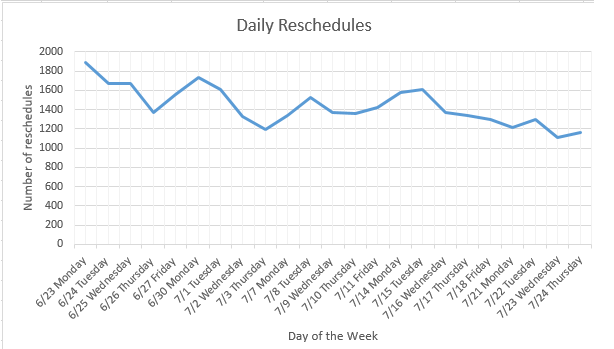 Daily Reschedules
Number of reschedules
2000
1800
1600
1400
1200
1000
800
600
400
200
0
6/23 Monday
6/24 Tuesday
6/25 Wednesday
6/26 Thursday
6/27 Friday
6/30 Monday
7/1 Tuesday
7/2 Wednesday
7/3 Thursday
7/7 Monday
7/8 Tuesday
7/9 Wednesday
7/10 Thursday
7/11 Friday
7/14 Monday
7/15 Tuesday
7/16 Wednesday
7/17 Thursday
7/18 Friday
7/21 Monday
7/22 Tuesday
7/23 Wednesday
7/24 Thursday
Day of the Week